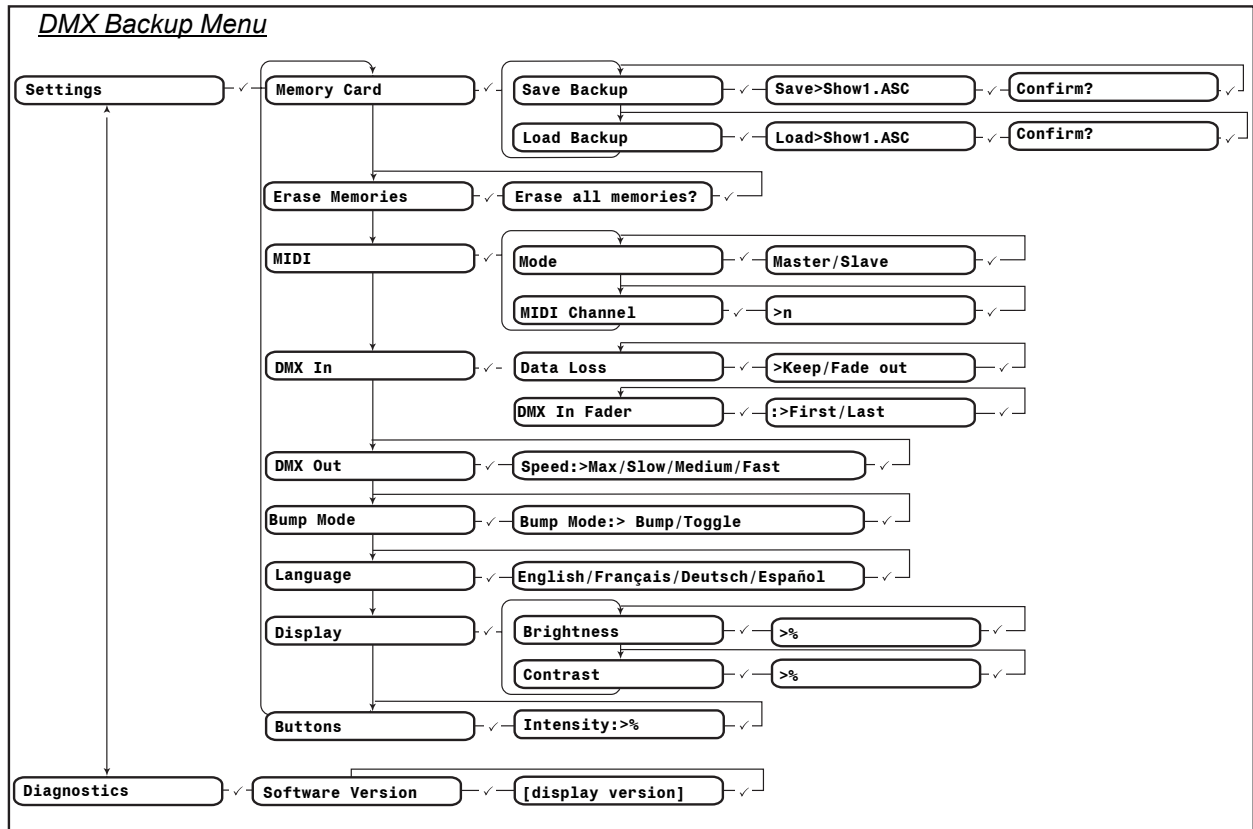 DMX Backup Menu
Settings
Memory Card
Save Backup
Save>Show1.ASC
Confirm?
Load Backup
Load>Show1.ASC
Confirm?
Erase Memories
Erase all memories?
MIDI
Mode
Master/Slave
MIDI Channel
>n
DMX In
Data Loss
>Keep/Fade out
DMX In Fader
:>First/Last
DMX Out
Speed:>Max/Slow/Medium/Fast
Bump Mode
Bump Mode:> Bump/Toggle
Language
English/Français/Deutsch/Español
Display
Brightness
>%
Contrast
>%
Buttons
Intensity:>%
Diagnostics
Software Version
[display version]